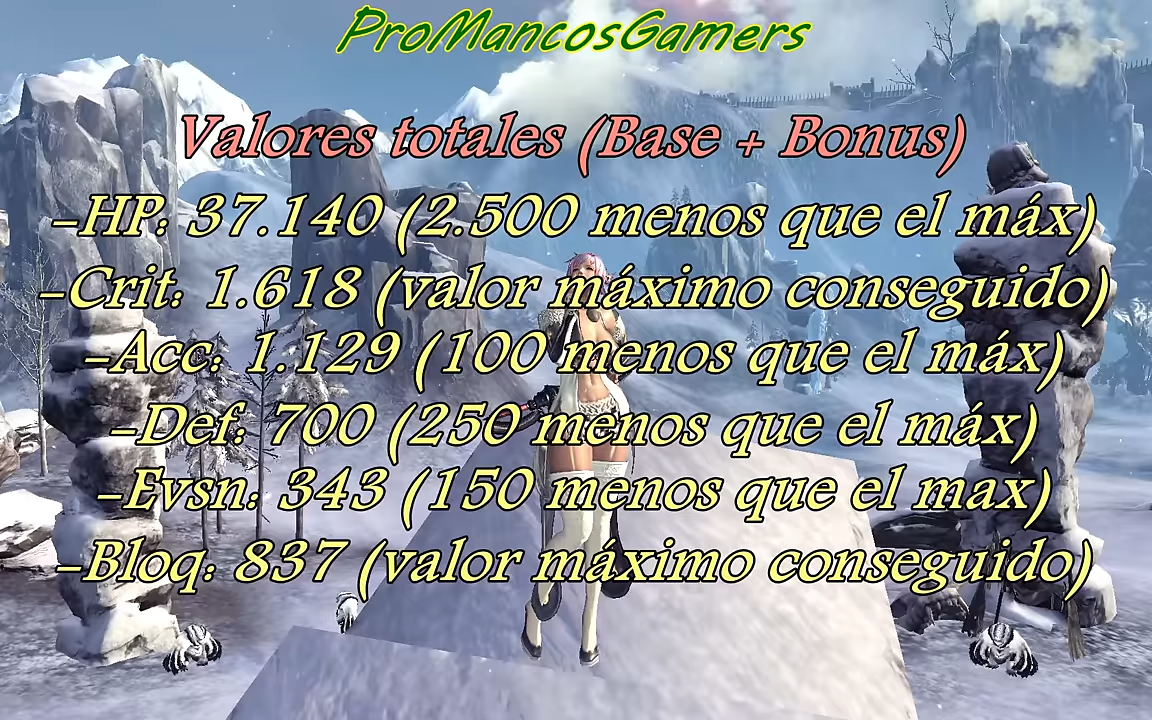 ProMancosGamers
Valores totales (Base + Bonus)
-HP: 37.140 (2.500 menos que el máx)
-Crit: 1.618 (valor máximo conseguido)
-Acc: 1.129 (100 menos que el máx)
-Def: 700 (250 menos que el máx)
-Evsn: 343 (150 menos que el max)
-Bloq: 837 (valor máximo conseguido)